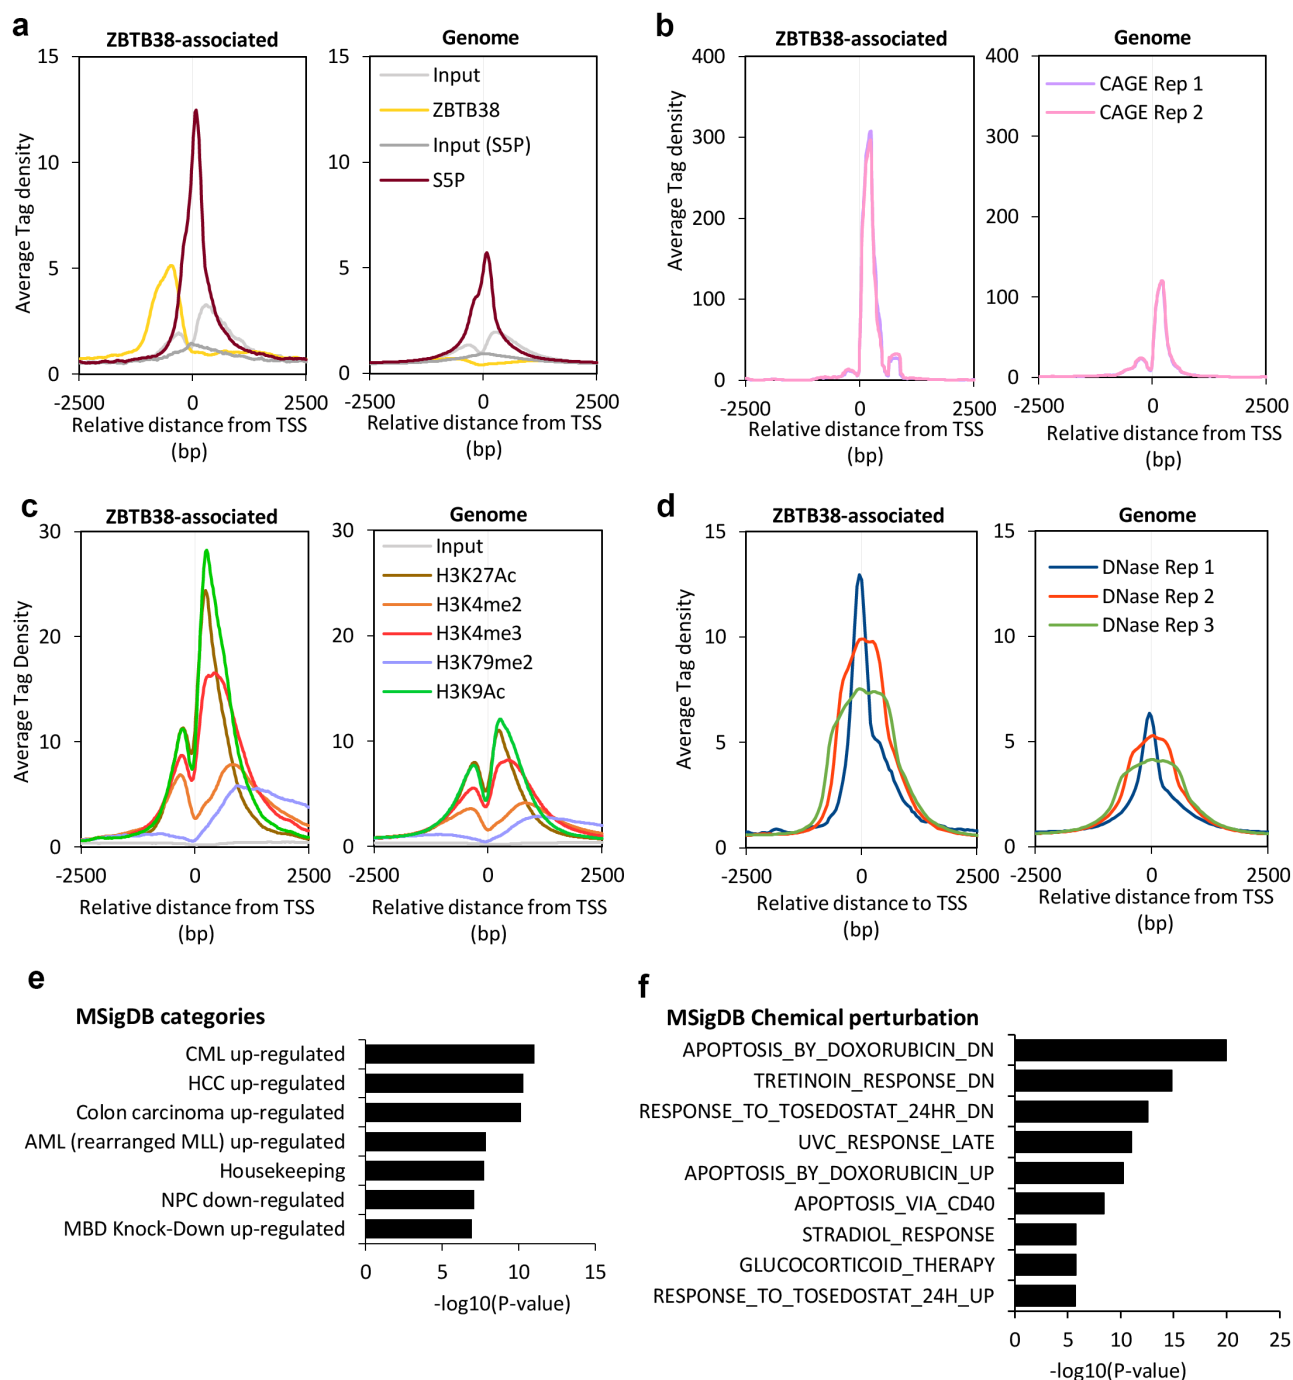 a
ZBTB38-associated
Genome
15
10
5
0
Average Tag density
-2500 0 2500
Relative distance from TSS
(bp)
15
10
5
0
Input
ZBTB38
Input (S5P)
S5P
-2500 0 2500
Relative distance from TSS
(bp)
b
ZBTB38-associated
Genome
400
300
200
100
0
Average Tag density
-2500 0 2500
Relative distance from TSS
(bp)
400
300
200
100
0
CAGE Rep 1
CAGE Rep 2
-2500 0 2500
Relative distance from TSS
(bp)
c
ZBTB38-associated
Genome
30
20
10
0
Average Tag Density
-2500 0 2500
Relative distance from TSS
(bp)
30
20
10
0
Input
H3K27Ac
H3K4me2
H3K4me3
H3K79me2
H3K9Ac
-2500 0 2500
Relative distance from TSS
(bp)
d
ZBTB38-associated
Genome
15
10
5
0
Average Tag density
-2500 0 2500
Relative distance to TSS
(bp)
15
10
5
0
DNase Rep 1
DNase Rep 2
DNase Rep 3
-2500 0 2500
Relative distance from TSS
(bp)
e
MSigDB categories
CML up-regulated
HCC up-regulated
Colon carcinoma up-regulated
AML (rearranged MLL) up-regulated
Housekeeping
NPC down-regulated
MBD Knock-Down up-regulated
0 5 10 15
-log10(P-value)
f
MSigDB Chemical perturbation
APOPTOSIS_BY_DOXORUBICIN_DN
TRETINOIN_RESPONSE_DN
RESPONSE_TO_TOSEDOSTAT_24HR_DN
UVC_RESPONSE_LATE
APOPTOSIS_BY_DOXORUBICIN_UP
APOPTOSIS_VIA_CD40
STRADIOL_RESPONSE
GLUCOCORTICOID_THERAPY
RESPONSE_TO_TOSEDOSTAT_24H_UP
0 5 10 15 20 25
-log10(P-value)